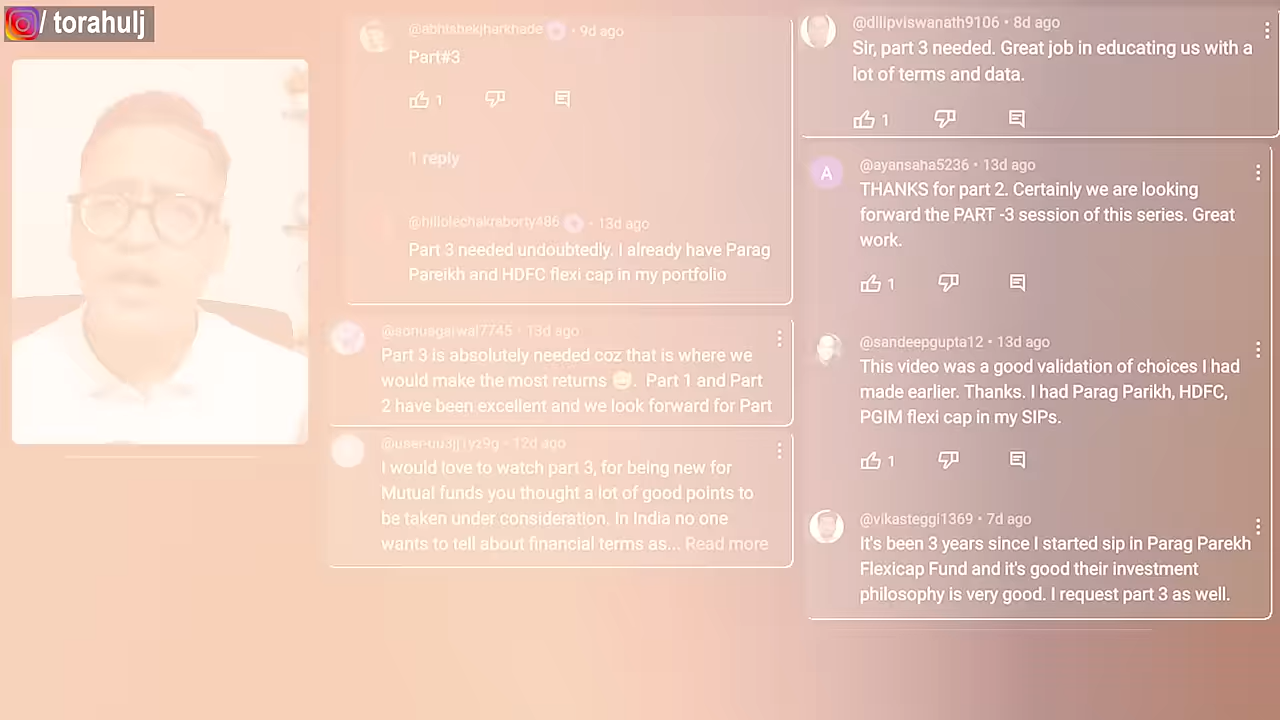 / torahulj
@abhishekjharkhade • 9d ago
Part#3
1
1 reply
@hillolechakraborty486 • 13d ago
Part 3 needed undoubtedly. I already have Parag
Pareikh and HDFC flexi cap in my portfolio
@sonuagarwal7745 • 13d ago
Part 3 is absolutely needed coz that is where we
would make the most returns 😅. Part 1 and Part
2 have been excellent and we look forward for Part
@user-uu3jj1yz9g • 12d ago
I would love to watch part 3, for being new for
Mutual funds you thought a lot of good points to
be taken under consideration. In India no one
wants to tell about financial terms as... Read more
@dilipviswanath9106 • 8d ago
Sir, part 3 needed. Great job in educating us with a
lot of terms and data.
1
A
@ayansaha5236 • 13d ago
THANKS for part 2. Certainly we are looking
forward the PART -3 session of this series. Great
work.
1
@sandeepgupta12 • 13d ago
This video was a good validation of choices I had
made earlier. Thanks. I had Parag Parikh, HDFC,
PGIM flexi cap in my SIPs.
1
@vikasteggi1369 • 7d ago
It's been 3 years since I started sip in Parag Parekh
Flexicap Fund and it's good their investment
philosophy is very good. I request part 3 as well.